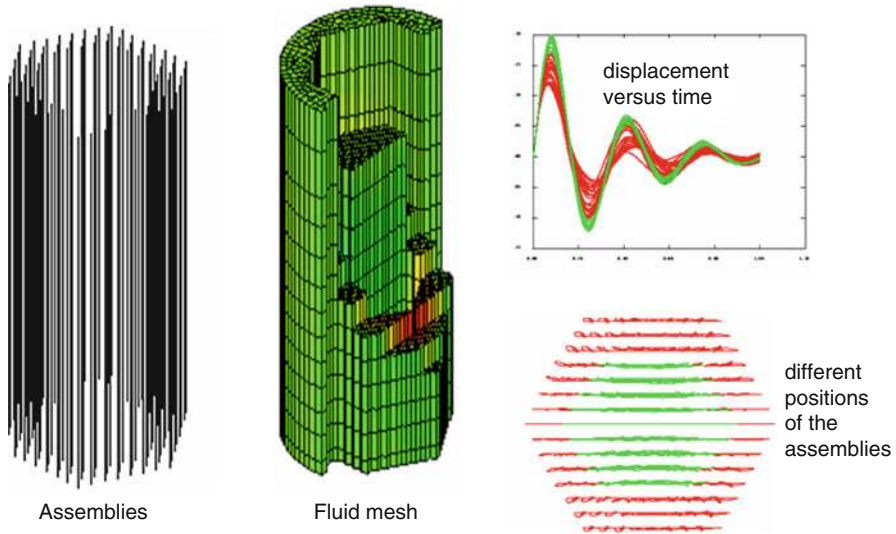 displacement
versus time
different
positions
of the
assemblies
Assemblies
Fluid mesh